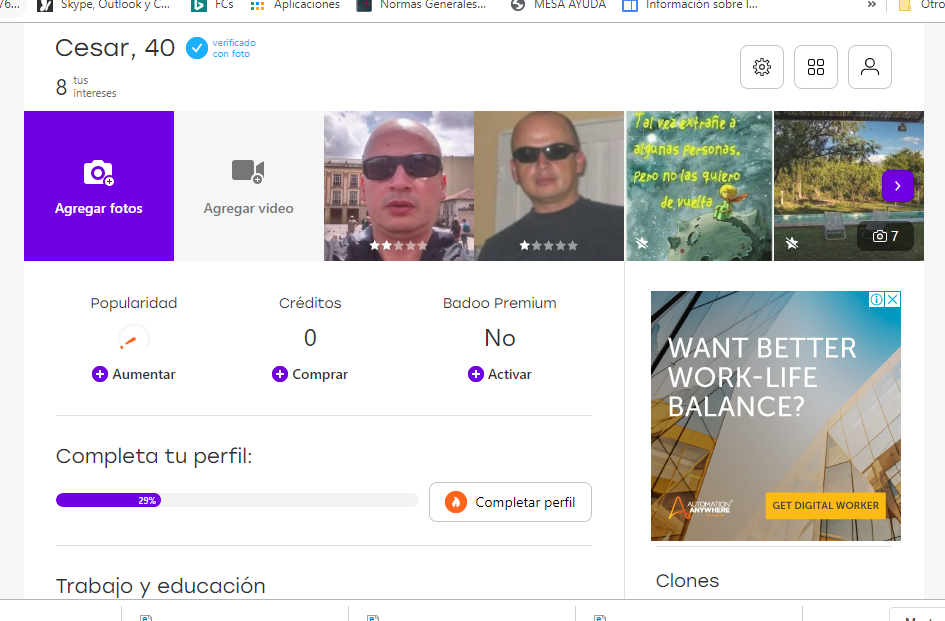 Skype, Outlook y C...
FCs
Aplicaciones
Normas Generales...
MESA AYUDA
Información sobre l...
»
Otro
Cesar, 40
verificado
con foto
8 tus
intereses
Agregar fotos
Agregar video
Tal vez extrañe a
algunas personas,
pero no las quiero
de vuelta
7
Popularidad
Créditos
Badoo Premium
0
No
Aumentar
Comprar
Activar
Completa tu perfil:
29%
Completar perfil
Trabajo y educación
WANT BETTER
WORK-LIFE
BALANCE?
AUTOMATION
ANYWHERE
GET DIGITAL WORKER
Clones